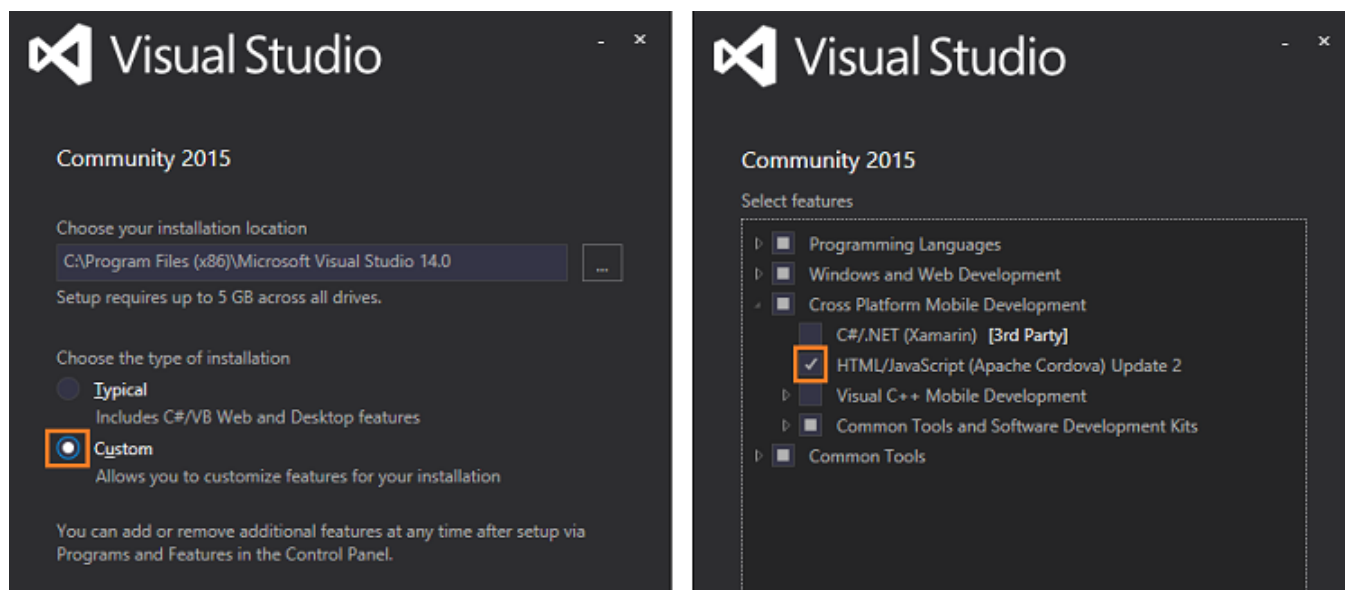 Visual Studio
Community 2015
Choose your installation location
C:\Program Files (x86)\Microsoft Visual Studio 14.0
...
Setup requires up to 5 GB across all drives.
Choose the type of installation
Typical
Includes C#/VB Web and Desktop features
Custom
Allows you to customize features for your installation
You can add or remove additional features at any time after setup via
Programs and Features in the Control Panel.
Visual Studio
Community 2015
Select features
Programming Languages
Windows and Web Development
Cross Platform Mobile Development
C#/.NET (Xamarin) [3rd Party]
HTML/JavaScript (Apache Cordova) Update 2
Visual C++ Mobile Development
Common Tools and Software Development Kits
Common Tools